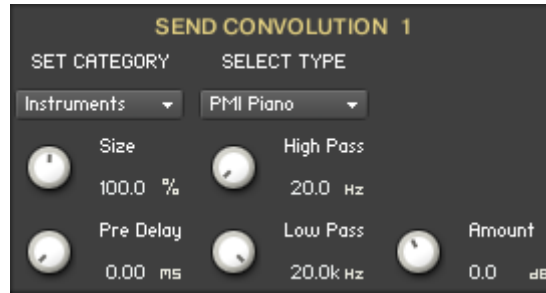 SEND CONVOLUTION 1
SET CATEGORY SELECT TYPE
Instruments PMI Piano
Size High Pass
100.0 % 20.0 Hz
Pre Delay Low Pass Amount
0.00 ms 20.0k Hz 0.0 dB